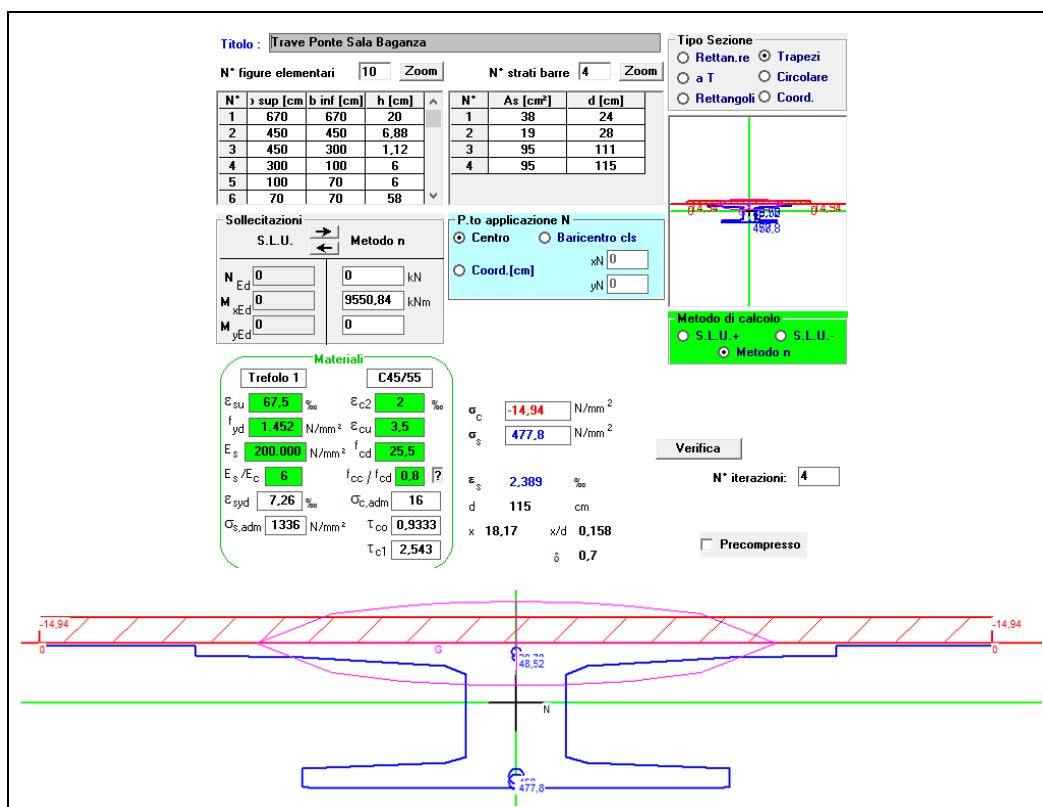 Titolo : Trave Ponte Sala Baganza
N° figure elementari 10 Zoom N° strati barre 4 Zoom
N° b sup [cm b inf [cm] h [cm]
1 670 670 20
2 450 450 6,88
3 450 300 1,12
4 300 100 6
5 100 70 6
6 70 70 58
N° As [cm²] d [cm]
1 38 24
2 19 28
3 95 111
4 95 115
Tipo Sezione
Rettan.re Trapezi
a T Circolare
Rettangoli Coord.
14,94 14,94
0 0
Sollecitazioni
S.L.U. Metodo n
N Ed 0 0 kN
M xEd 0 9550,84 kNm
M yEd 0 0
P.to applicazione N
Centro Baricentro cls
Coord.[cm] xN 0
yN 0
Metodo di calcolo
S.L.U.+ S.L.U.-
Metodo n
Materiali
Trefolo 1 C45/55
εsu 67,5 ‰ εc2 2 ‰
fyd 1.452 N/mm² εcu 3,5
Es 200.000 N/mm² fcd 25,5
Es /Ec 6 fcc / fcd 0,8 ?
εsyd 7,26 ‰ σc,adm 16
σs,adm 1336 N/mm² τco 0,9333
τc1 2,543
σc -14,94 N/mm²
σs 477,8 N/mm²
εs 2,389 ‰
d 115 cm
x 18,17 x/d 0,158
δ 0,7
Verifica
N° iterazioni: 4
Precompresso
-14,94 -14,94
0 G 48,52 0
N
477,8